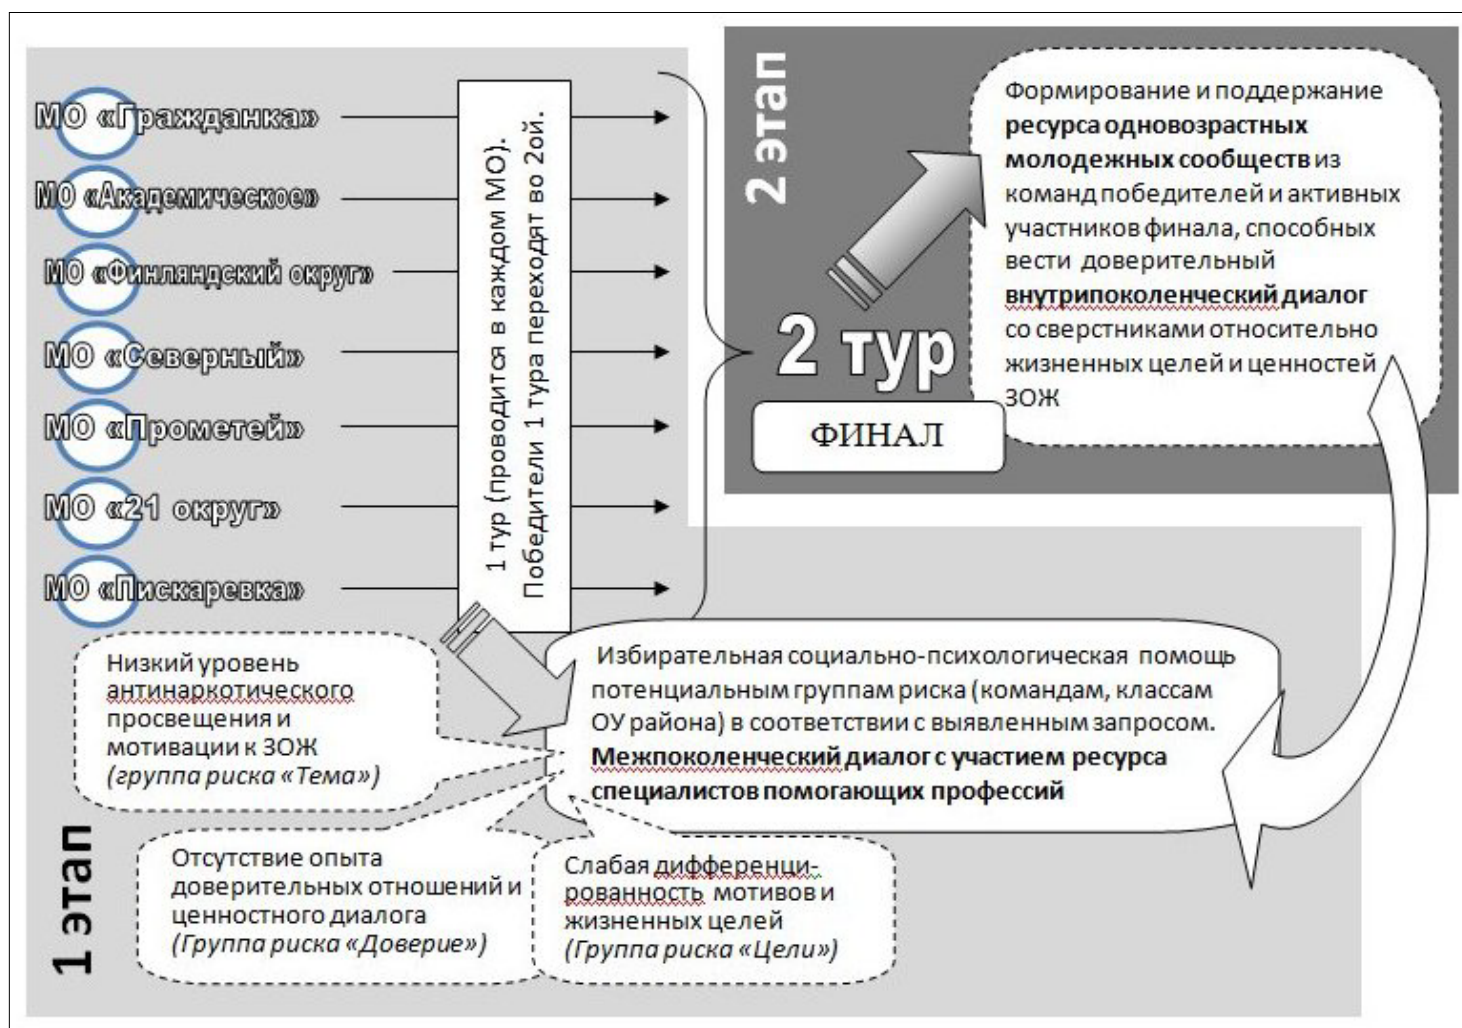 МО «Гражданка»
МО «Академическое»
МО «Финляндский округ»
МО «Северный»
МО «Прометей»
МО «21 округ»
МО «Пискаревка»
1 тур (проводится в каждом МО).
Победители 1 тура переходят во 2ой.
2 этап
2 тур
ФИНАЛ
Формирование и поддержание
ресурса одновозрастных
молодежных сообществ из
команд победителей и активных
участников финала, способных
вести доверительный
внутрипоколенческий диалог
со сверстниками относительно
жизненных целей и ценностей
ЗОЖ
Избирательная социально-психологическая помощь
потенциальным группам риска (командам, классам
ОУ района) в соответствии с выявленным запросом.
Межпоколенческий диалог с участием ресурса
специалистов помогающих профессий
Низкий уровень
антинаркотического
просвещения и
мотивации к ЗОЖ
(группа риска «Тема»)
1 этап
Отсутствие опыта
доверительных отношений и
ценностного диалога
(Группа риска «Доверие»)
Слабая дифференци-
рованность мотивов и
жизненных целей
(Группа риска «Цели»)